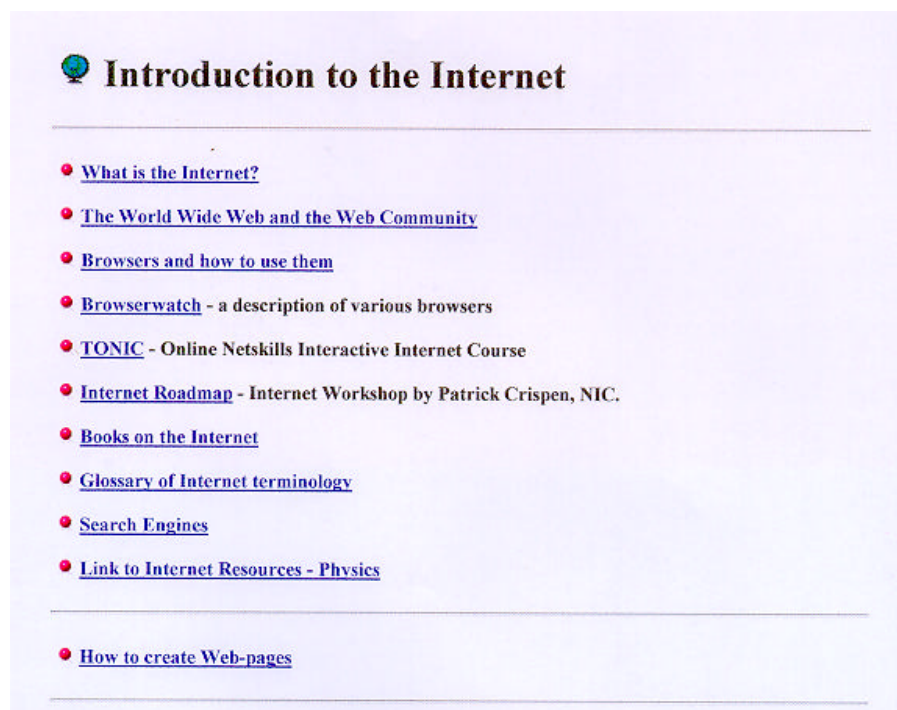 Introduction to the Internet
What is the Internet?
The World Wide Web and the Web Community
Browsers and how to use them
Browserwatch - a description of various browsers
TONIC - Online Netskills Interactive Internet Course
Internet Roadmap - Internet Workshop by Patrick Crispen, NIC.
Books on the Internet
Glossary of Internet terminology
Search Engines
Link to Internet Resources - Physics
How to create Web-pages